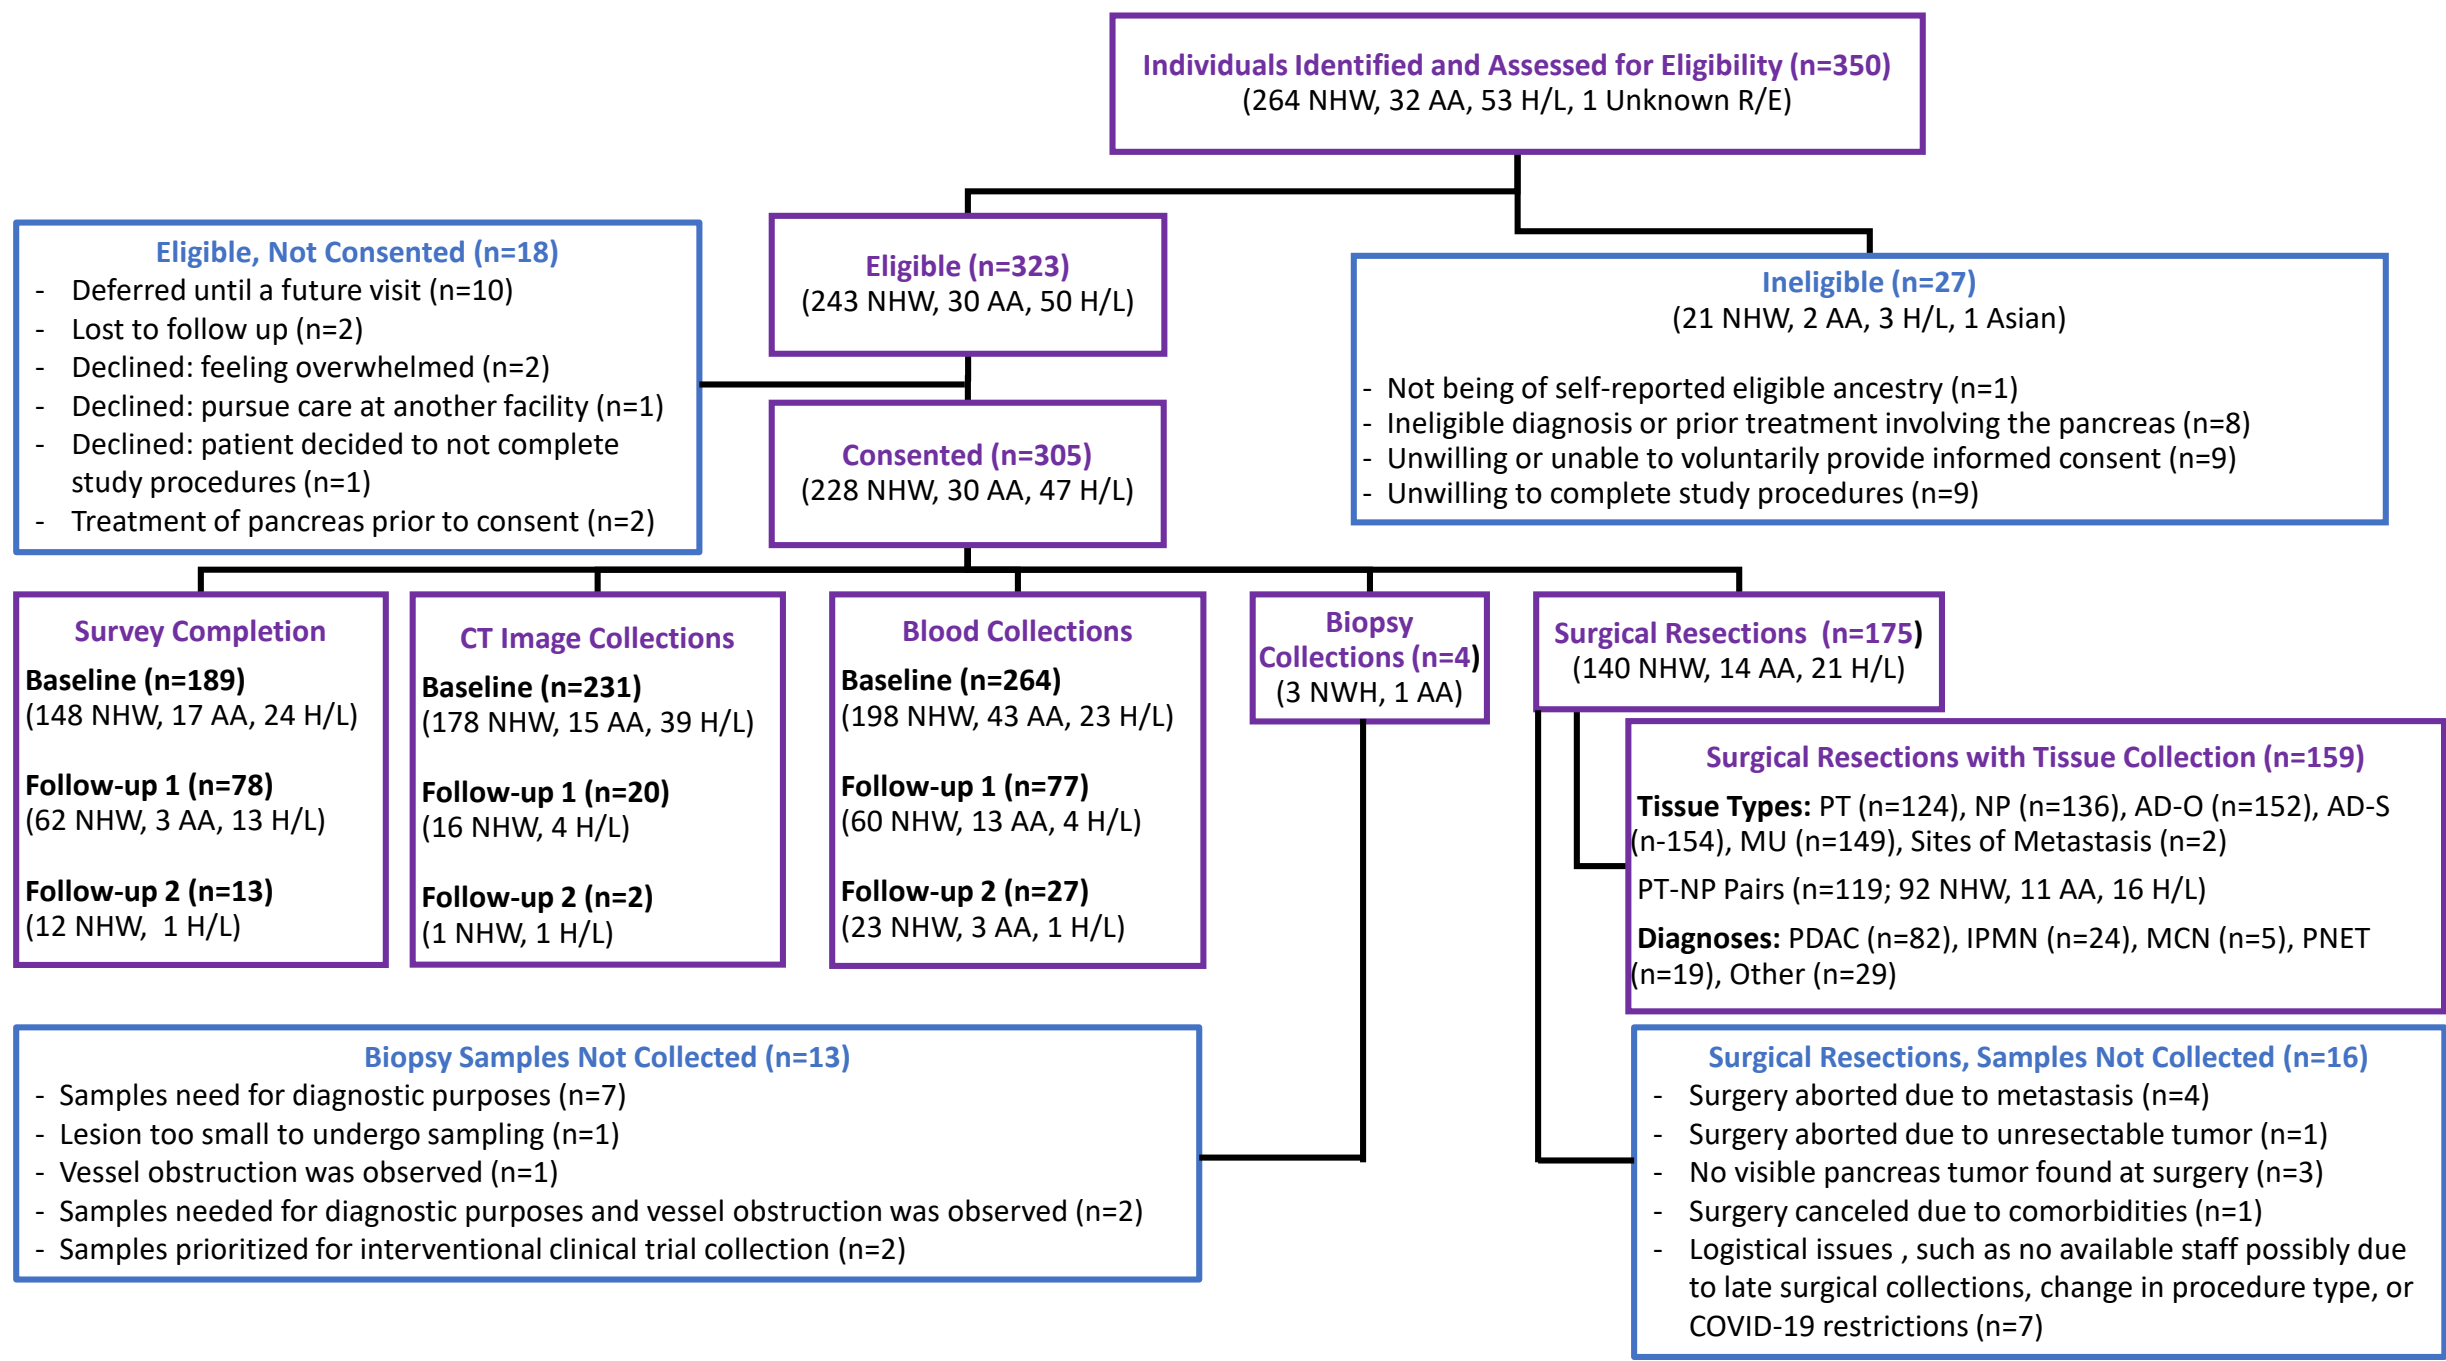 Individuals Identified and Assessed for Eligibility (n=350)
(264 NHW, 32 AA, 53 H/L, 1 Unknown R/E)
Eligible, Not Consented (n=18)
- Deferred until a future visit (n=10)
- Lost to follow up (n=2)
- Declined: feeling overwhelmed (n=2)
- Declined: pursue care at another facility (n=1)
- Declined: patient decided to not complete
study procedures (n=1)
- Treatment of pancreas prior to consent (n=2)
Eligible (n=323)
(243 NHW, 30 AA, 50 H/L)
Ineligible (n=27)
(21 NHW, 2 AA, 3 H/L, 1 Asian)
- Not being of self-reported eligible ancestry (n=1)
- Ineligible diagnosis or prior treatment involving the pancreas (n=8)
- Unwilling or unable to voluntarily provide informed consent (n=9)
- Unwilling to complete study procedures (n=9)
Consented (n=305)
(228 NHW, 30 AA, 47 H/L)
Survey Completion
Baseline (n=189)
(148 NHW, 17 AA, 24 H/L)
Follow-up 1 (n=78)
(62 NHW, 3 AA, 13 H/L)
Follow-up 2 (n=13)
(12 NHW, 1 H/L)
CT Image Collections
Baseline (n=231)
(178 NHW, 15 AA, 39 H/L)
Follow-up 1 (n=20)
(16 NHW, 4 H/L)
Follow-up 2 (n=2)
(1 NHW, 1 H/L)
Blood Collections
Baseline (n=264)
(198 NHW, 43 AA, 23 H/L)
Follow-up 1 (n=77)
(60 NHW, 13 AA, 4 H/L)
Follow-up 2 (n=27)
(23 NHW, 3 AA, 1 H/L)
Biopsy
Collections (n=4)
(3 NWH, 1 AA)
Surgical Resections (n=175)
(140 NHW, 14 AA, 21 H/L)
Surgical Resections with Tissue Collection (n=159)
Tissue Types: PT (n=124), NP (n=136), AD-O (n=152), AD-S
(n-154), MU (n=149), Sites of Metastasis (n=2)
PT-NP Pairs (n=119; 92 NHW, 11 AA, 16 H/L)
Diagnoses: PDAC (n=82), IPMN (n=24), MCN (n=5), PNET
(n=19), Other (n=29)
Biopsy Samples Not Collected (n=13)
- Samples need for diagnostic purposes (n=7)
- Lesion too small to undergo sampling (n=1)
- Vessel obstruction was observed (n=1)
- Samples needed for diagnostic purposes and vessel obstruction was observed (n=2)
- Samples prioritized for interventional clinical trial collection (n=2)
Surgical Resections, Samples Not Collected (n=16)
- Surgery aborted due to metastasis (n=4)
- Surgery aborted due to unresectable tumor (n=1)
- No visible pancreas tumor found at surgery (n=3)
- Surgery canceled due to comorbidities (n=1)
- Logistical issues , such as no available staff possibly due
to late surgical collections, change in procedure type, or
COVID-19 restrictions (n=7)